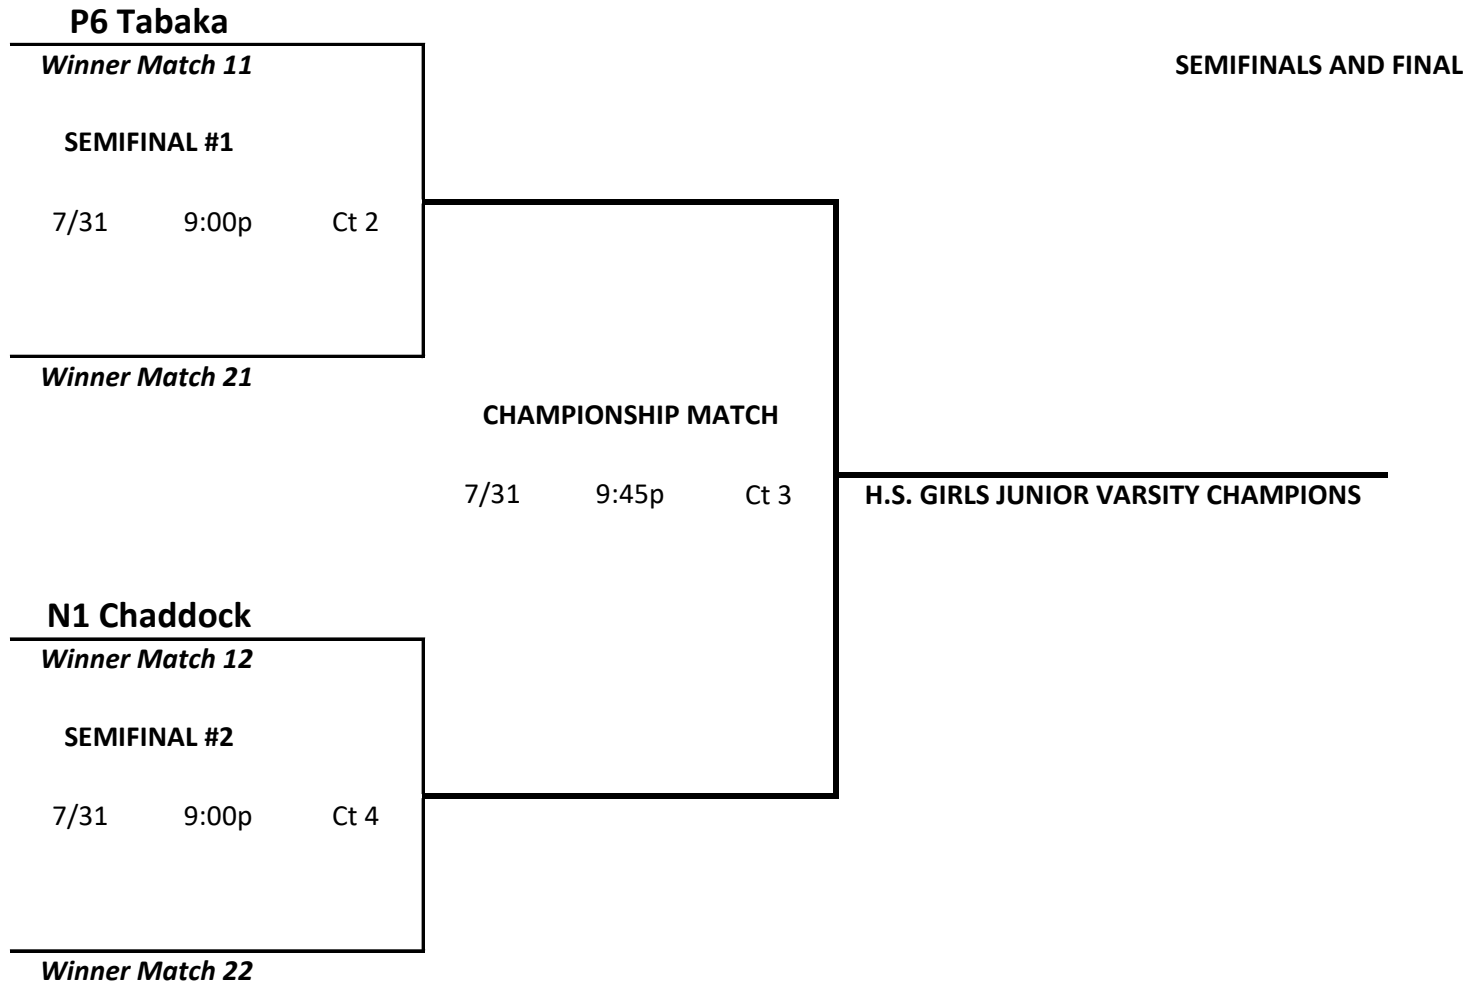 P6 Tabaka
Winner Match 11
SEMIFINALS AND FINAL
SEMIFINAL #1
7/31 9:00p Ct 2
Winner Match 21
CHAMPIONSHIP MATCH
7/31 9:45p Ct 3
H.S. GIRLS JUNIOR VARSITY CHAMPIONS
N1 Chaddock
Winner Match 12
SEMIFINAL #2
7/31 9:00p Ct 4
Winner Match 22